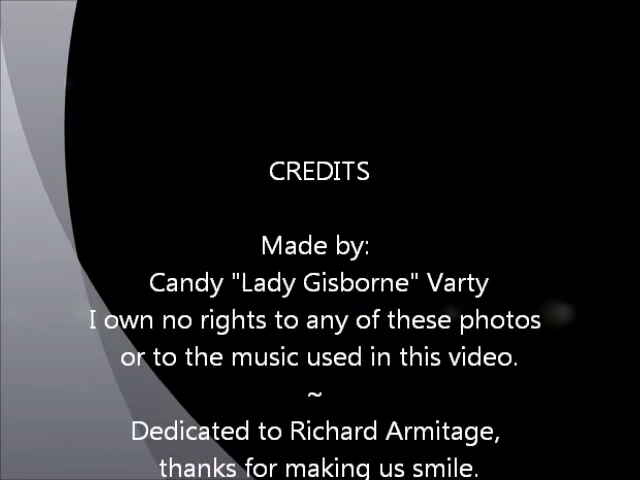 CREDITS
Made by:
Candy "Lady Gisborne" Varty
I own no rights to any of these photos
or to the music used in this video.
~
Dedicated to Richard Armitage,
thanks for making us smile.